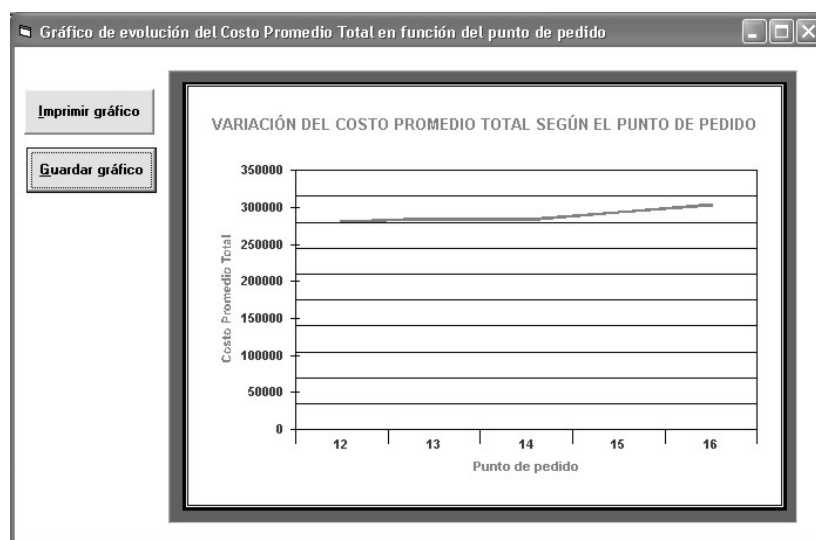 Gráfico de evolución del Costo Promedio Total en función del punto de pedido
Imprimir gráfico
Guardar gráfico
VARIACIÓN DEL COSTO PROMEDIO TOTAL SEGÚN EL PUNTO DE PEDIDO
Costo Promedio Total
350000
300000
250000
200000
150000
100000
50000
0
12 13 14 15 16
Punto de pedido